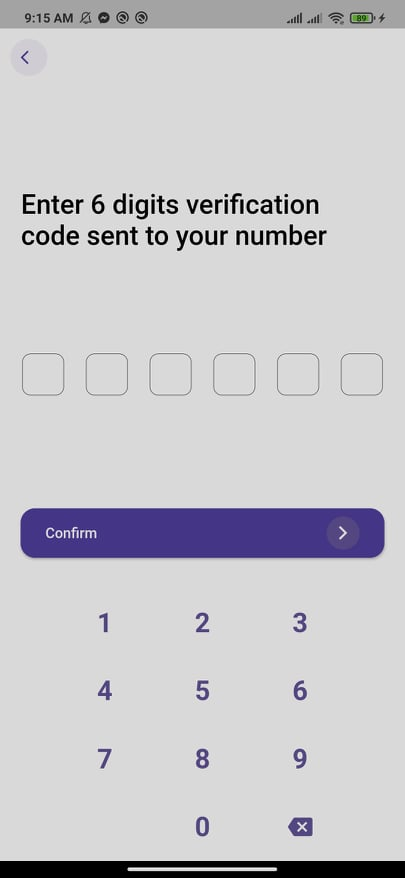 9:15 AM
89
Enter 6 digits verification
code sent to your number
Confirm
1 2 3
4 5 6
7 8 9
0